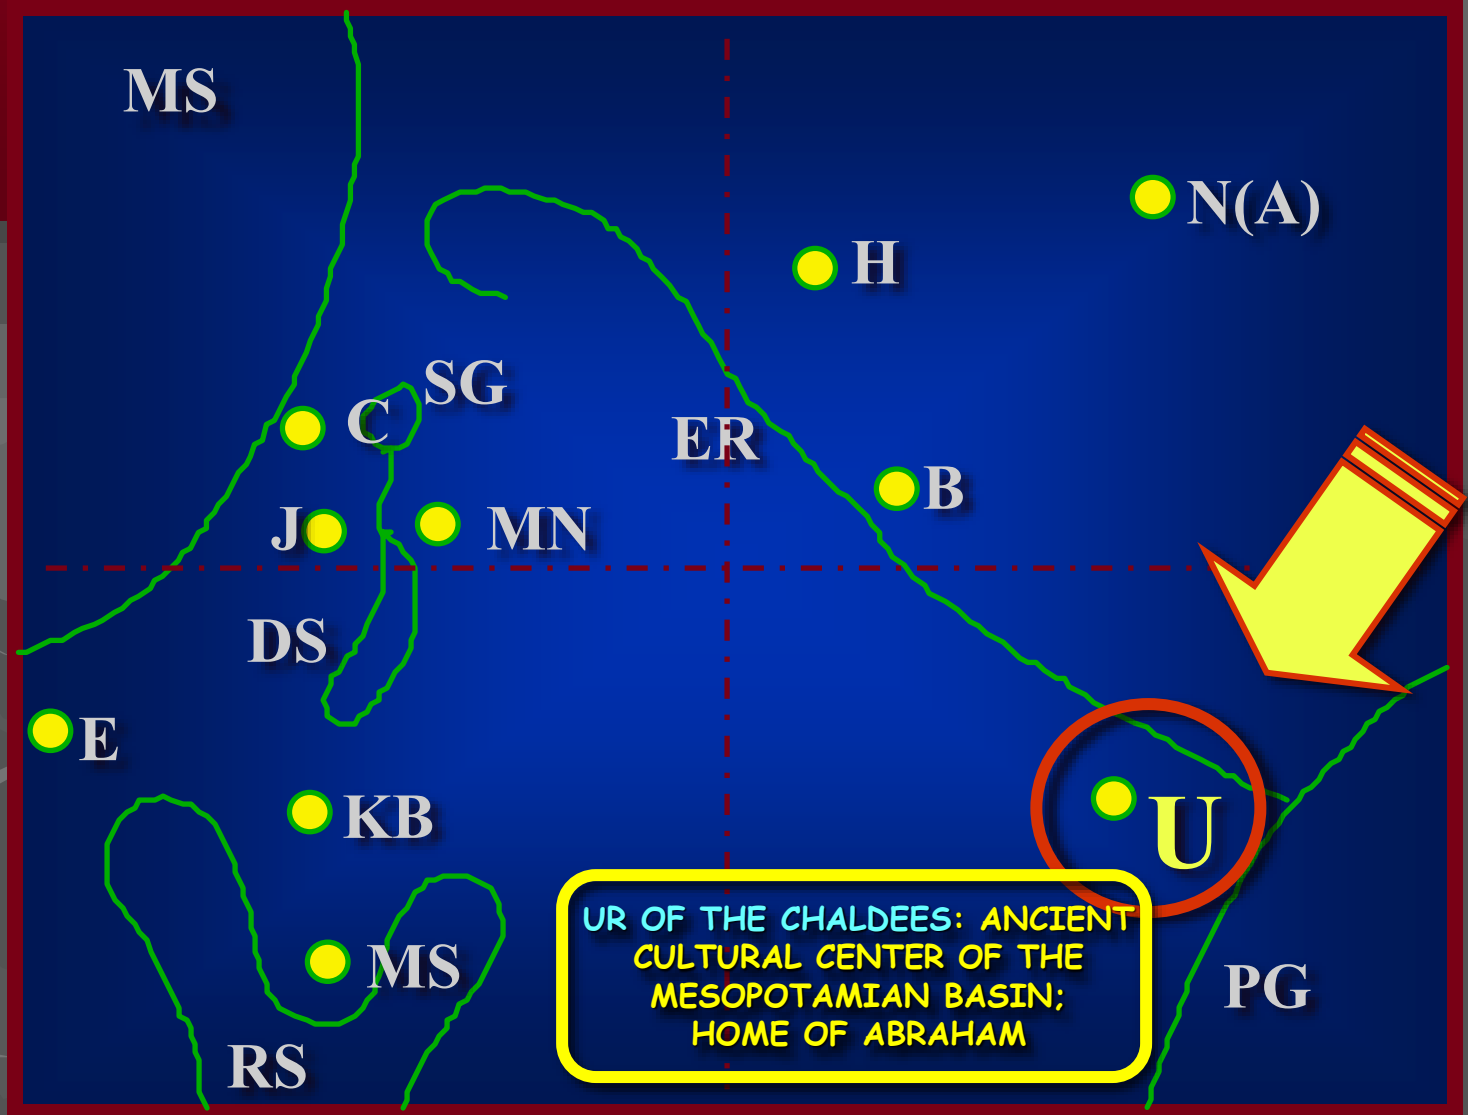 MS
N(A)
H
SG
C
ER
B
J
MN
DS
E
KB
U
MS
PG
RS
UR OF THE CHALDEES: ANCIENT
CULTURAL CENTER OF THE
MESOPOTAMIAN BASIN;
HOME OF ABRAHAM